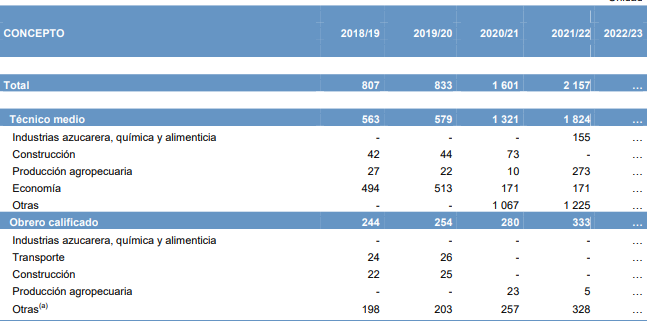 CONCEPTO 2018/19 2019/20 2020/21 2021/22 2022/23
Total 807 833 1 601 2 157 ...
Técnico medio 563 579 1 321 1 824 ...
Industrias azucarera, química y alimenticia - - - 155 ...
Construcción 42 44 73 - ...
Producción agropecuaria 27 22 10 273 ...
Economía 494 513 171 171 ...
Otras - - 1 067 1 225 ...
Obrero calificado 244 254 280 333 ...
Industrias azucarera, química y alimenticia - - - - ...
Transporte 24 26 - - ...
Construcción 22 25 - - ...
Producción agropecuaria - - 23 5 ...
Otras(a) 198 203 257 328 ...